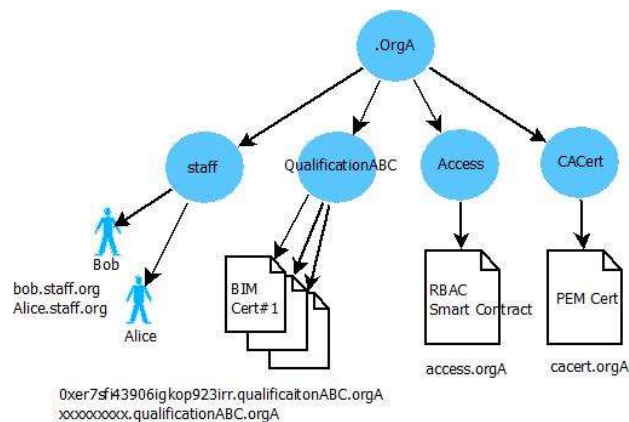 .OrgA
staff
QualificationABC
Access
CACert
Bob
bob.staff.org
Alice.staff.org
Alice
BIM
Cert#1
RBAC
Smart Contract
PEM Cert
access.orgA
cacert.orgA
0xer7sfi43906igkop923irr.qualificaitonABC.orgA
xxxxxxxxx.qualificationABC.orgA